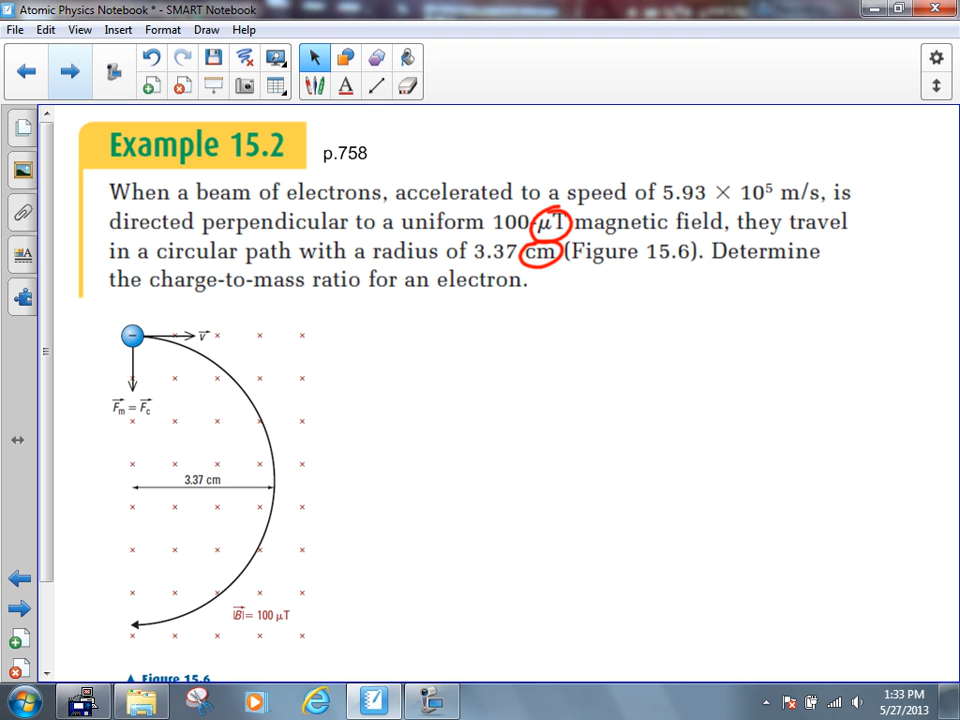 Atomic Physics Notebook * - SMART Notebook
File Edit View Insert Format Draw Help
Example 15.2
p.758
When a beam of electrons, accelerated to a speed of 5.93 × 10⁵ m/s, is
directed perpendicular to a uniform 100-μT magnetic field, they travel
in a circular path with a radius of 3.37 cm (Figure 15.6). Determine
the charge-to-mass ratio for an electron.
v
Fm = Fc
3.37 cm
|B| = 100 μT
▲ Figure 15.6
1:33 PM
5/27/2013